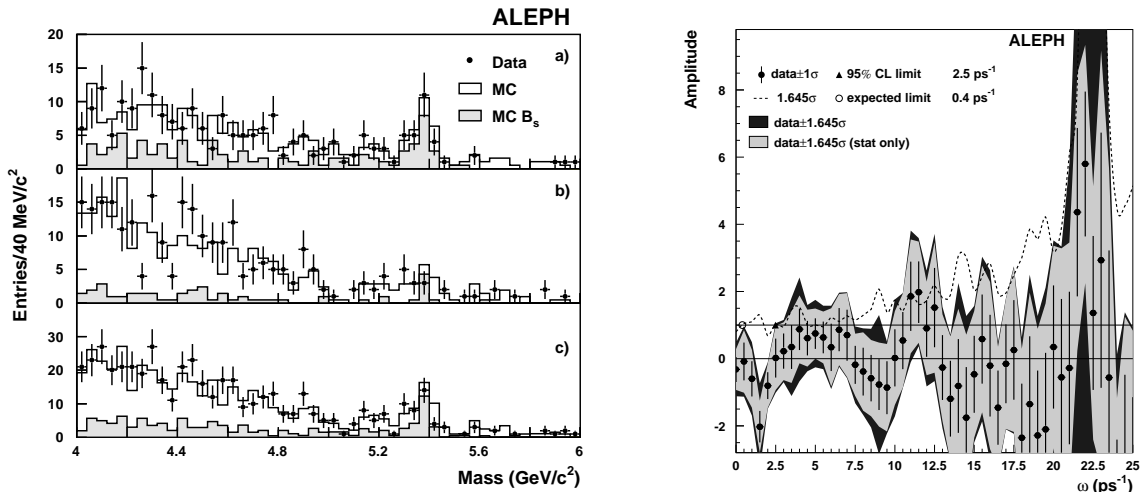 ALEPH
Entries/40 MeV/c²
20
15
10
5
0
a)
Data
MC
MC Bₛ
15
10
5
0
b)
30
20
10
0
c)
4 4.4 4.8 5.2 5.6 6
Mass (GeV/c²)
ALEPH
Amplitude
data±1σ 95% CL limit 2.5 ps⁻¹
1.645σ expected limit 0.4 ps⁻¹
data±1.645σ
data±1.645σ (stat only)
8
6
4
2
0
-2
0 2.5 5 7.5 10 12.5 15 17.5 20 22.5 25
ω (ps⁻¹)